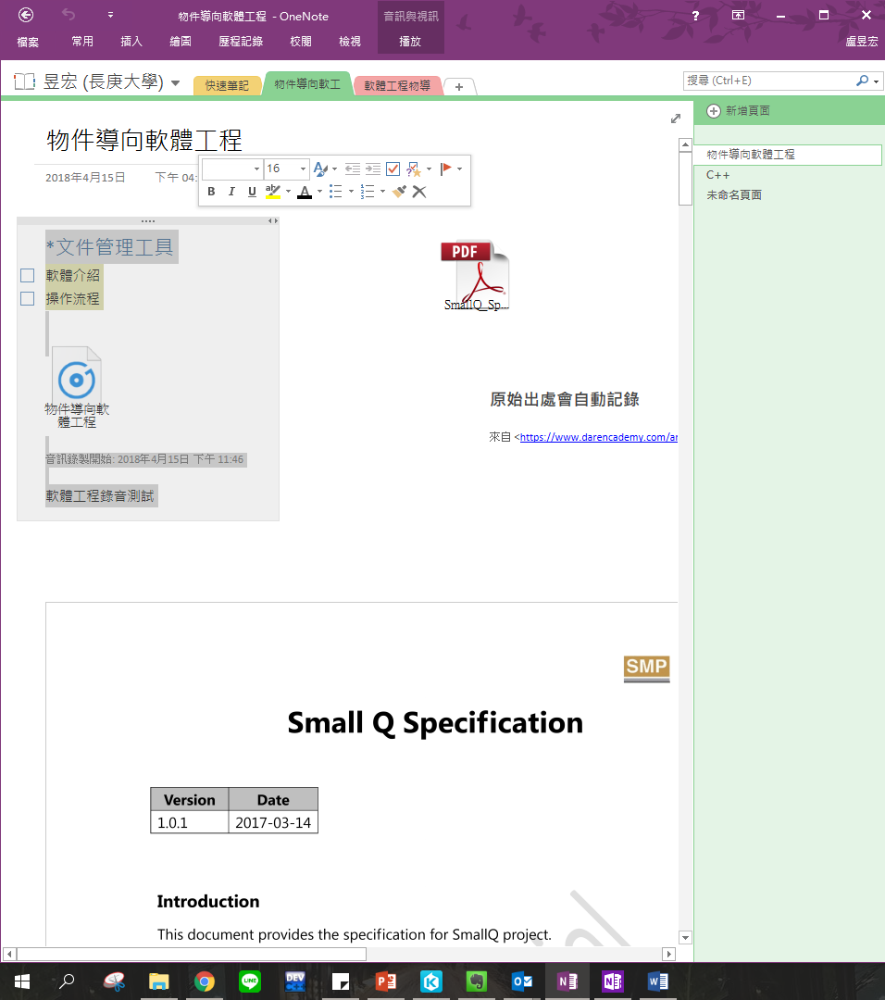 物件導向軟體工程 - OneNote
音訊與視訊
?
檔案
常用
插入
繪圖
歷程記錄
校閱
檢視
播放
盧昱宏
昱宏 (長庚大學)
快速筆記
物件導向軟工
軟體工程物導
+
搜尋 (Ctrl+E)
新增頁面
物件導向軟體工程
C++
未命名頁面
物件導向軟體工程
2018年4月15日
下午 04:
16
B I U ab A
*文件管理工具
軟體介紹
操作流程
物件導向軟
體工程
音訊錄製開始: 2018年4月15日 下午 11:46
軟體工程錄音測試
PDF
SmallQ_Sp...
原始出處會自動記錄
來自 <https://www.darencademy.com/ar
SMP
Small Q Specification
Version Date
1.0.1 2017-03-14
Introduction
This document provides the specification for SmallQ project.
LINE
DEV